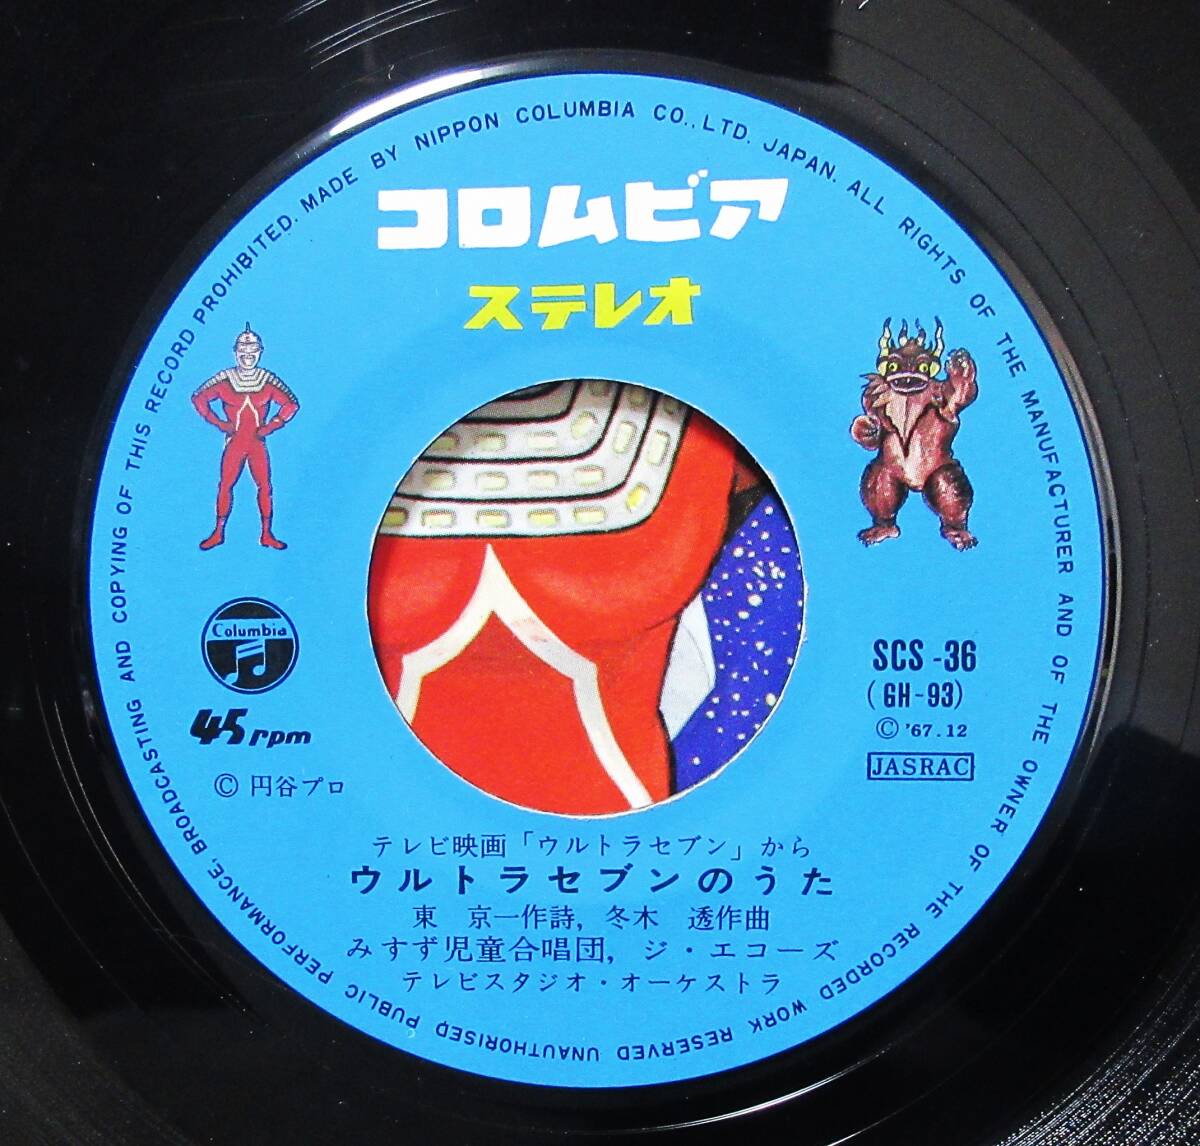 MADE BY NIPPON COLUMBIA CO., LTD. JAPAN. ALL RIGHTS OF THE MANUFACTURER AND OF THE OWNER OF THE RECORDED WORK RESERVED UNAUTHORISED PUBLIC PERFORMANCE, BROADCASTING AND COPYING OF THIS RECORD PROHIBITED.
コロムビア
ステレオ
Columbia
45 rpm
© 円谷プロ
SCS-36
(GH-93)
© '67.12
JASRAC
テレビ映画「ウルトラセブン」から
ウルトラセブンのうた
東 京一作詩, 冬木 透作曲
みすず児童合唱団, ジ・エコーズ
テレビスタジオ・オーケストラ